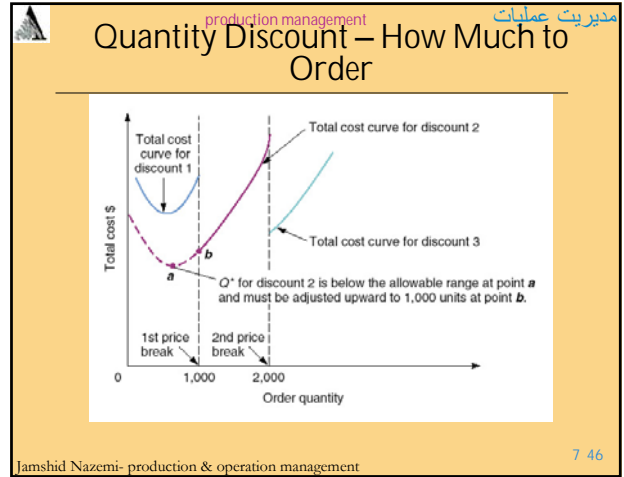 production management
مدیریت عملیات
Quantity Discount – How Much to
Order
Total cost curve for discount 2
Total cost
curve for
discount 1
Total cost $
Total cost curve for discount 3
b
a
Q* for discount 2 is below the allowable range at point a
and must be adjusted upward to 1,000 units at point b.
1st price
break
2nd price
break
0
1,000
2,000
Order quantity
7 46
Jamshid Nazemi- production & operation management